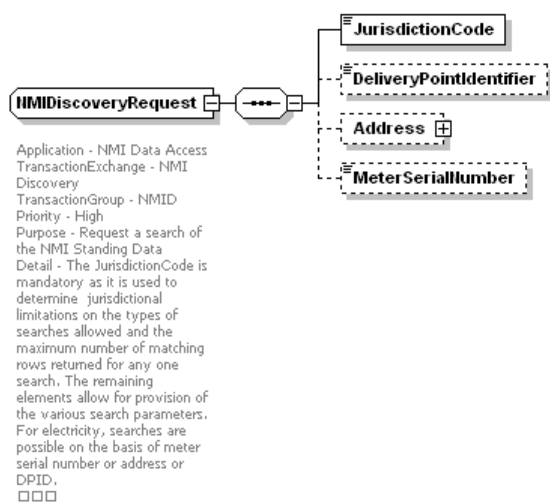 JurisdictionCode
DeliveryPointIdentifier
NMIDiscoveryRequest
Address
MeterSerialNumber
Application - NMI Data Access
TransactionExchange - NMI
Discovery
TransactionGroup - NMID
Priority - High
Purpose - Request a search of
the NMI Standing Data
Detail - The JurisdictionCode is
mandatory as it is used to
determine  jurisdictional
limitations on the types of
searches allowed and the
maximum number of matching
rows returned for any one
search. The remaining
elements allow for provision of
the various search parameters.
For electricity, searches are
possible on the basis of meter
serial number or address or
DPID.
□□□